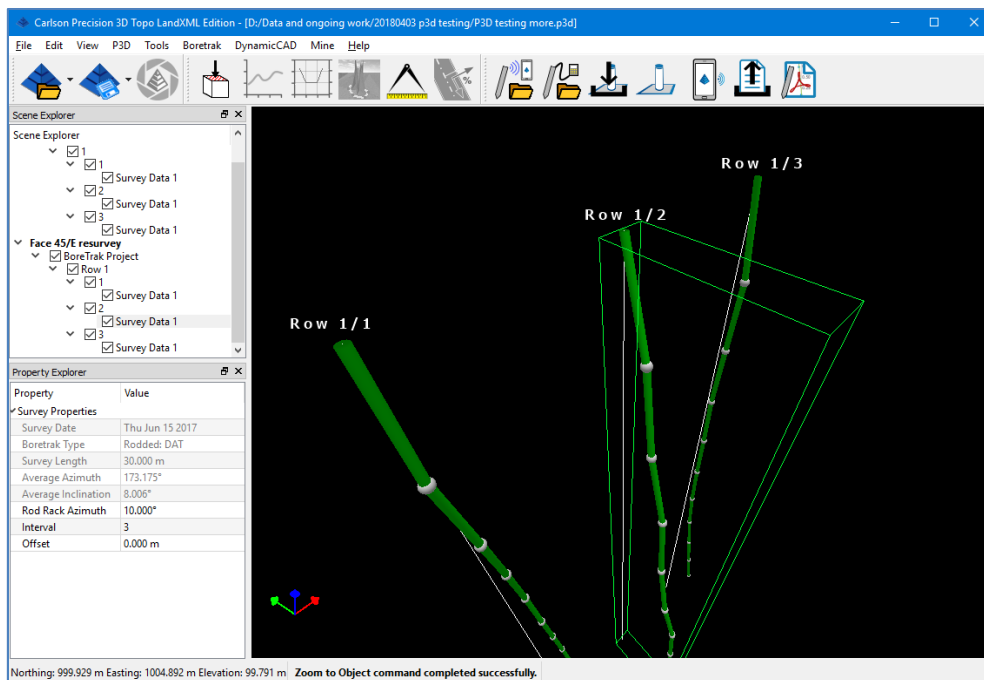 Carlson Precision 3D Topo LandXML Edition - [D:/Data and ongoing work/20180403 p3d testing/P3D testing more.p3d]
File Edit View P3D Tools Boretrak DynamicCAD Mine Help
%
Scene Explorer
Scene Explorer
1
1
Survey Data 1
2
Survey Data 1
3
Survey Data 1
Face 45/E resurvey
BoreTrak Project
Row 1
1
Survey Data 1
2
Survey Data 1
3
Survey Data 1
Property Explorer
Property Value
Survey Properties
Survey Date Thu Jun 15 2017
Boretrak Type Rodded: DAT
Survey Length 30.000 m
Average Azimuth 173.175°
Average Inclination 8.006°
Rod Rack Azimuth 10.000°
Interval 3
Offset 0.000 m
Row 1/1
Row 1/2
Row 1/3
Northing: 999.929 m Easting: 1004.892 m Elevation: 99.791 m Zoom to Object command completed successfully.